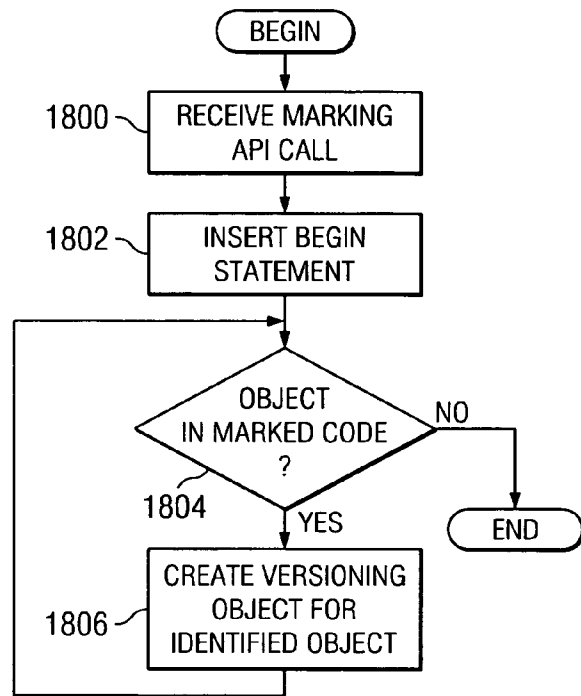 BEGIN
1800
RECEIVE MARKING
API CALL
1802
INSERT BEGIN
STATEMENT
OBJECT
IN MARKED CODE
?
NO
1804
YES
END
CREATE VERSIONING
OBJECT FOR
IDENTIFIED OBJECT
1806